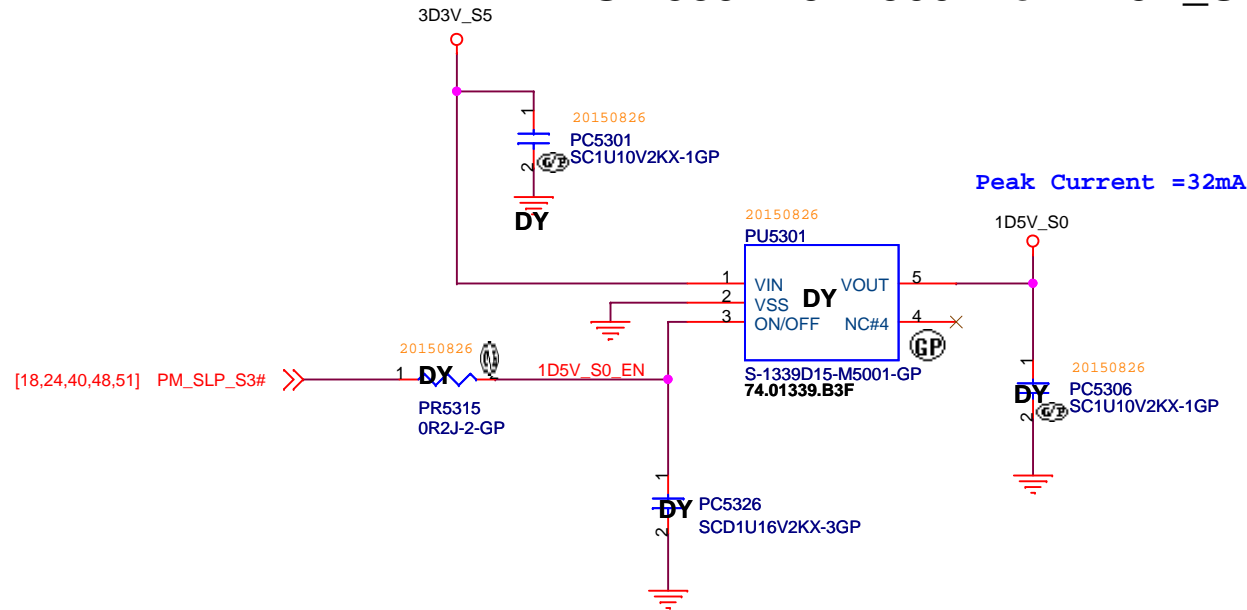 3D3V_S5
1
20150826
PC5301
SC1U10V2KX-1GP
2
G/P
DY
Peak Current =32mA
20150826
PU5301
1D5V_S0
1
VIN
VOUT
5
2
VSS
DY
3
ON/OFF
NC#4
4
GP
S-1339D15-M5001-GP
74.01339.B3F
20150826
[18,24,40,48,51] PM_SLP_S3#
1
DY
1D5V_S0_EN
PR5315
0R2J-2-GP
1
20150826
DY
PC5306
SC1U10V2KX-1GP
2
G/P
1
DY
PC5326
SCD1U16V2KX-3GP
2